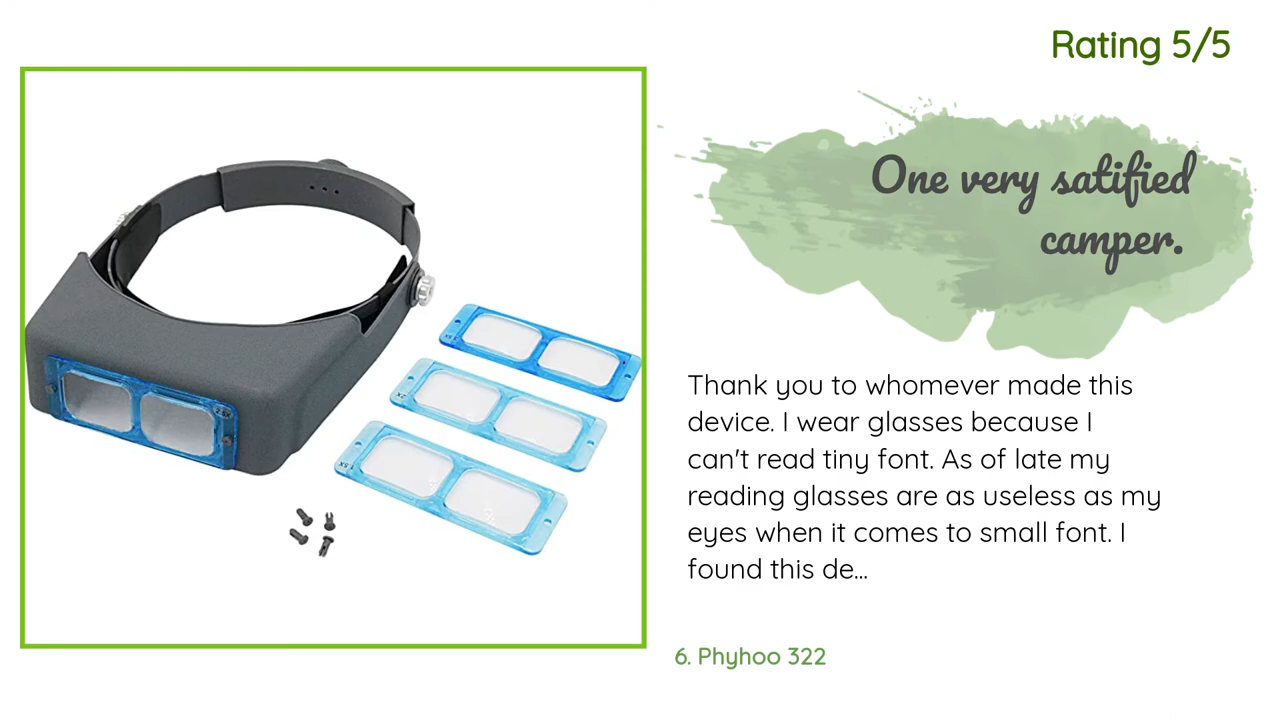 Rating 5/5
One very satified
camper.
Thank you to whomever made this
device. I wear glasses because I
can't read tiny font. As of late my
reading glasses are as useless as my
eyes when it comes to small font. I
found this de...
6. Phyhoo 322